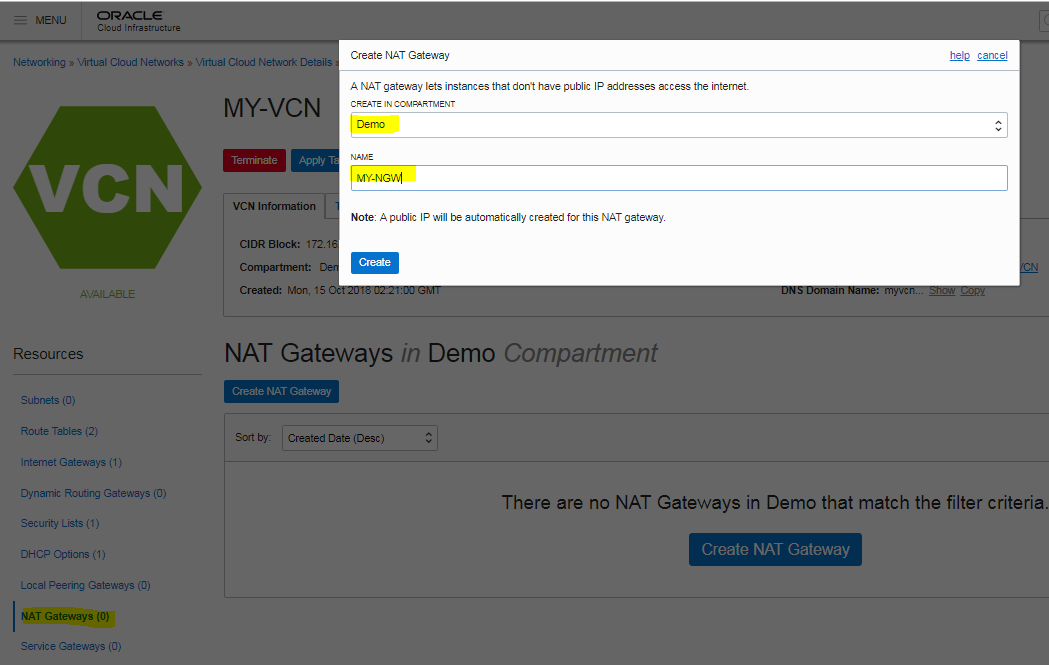 MENU
ORACLE
Cloud Infrastructure
Networking » Virtual Cloud Networks » Virtual Cloud Network Details »
Create NAT Gateway
help cancel
A NAT gateway lets instances that don't have public IP addresses access the internet.
CREATE IN COMPARTMENT
Demo
NAME
MY-NGW
Note: A public IP will be automatically created for this NAT gateway.
Create
VCN
AVAILABLE
MY-VCN
Terminate Apply Ta
VCN Information T
CIDR Block: 172.16
Compartment: Dem
Created: Mon, 15 Oct 2018 02:21:00 GMT
VCN
DNS Domain Name: myvcn... Show Copy
Resources
Subnets (0)
Route Tables (2)
Internet Gateways (1)
Dynamic Routing Gateways (0)
Security Lists (1)
DHCP Options (1)
Local Peering Gateways (0)
NAT Gateways (0)
Service Gateways (0)
NAT Gateways in Demo Compartment
Create NAT Gateway
Sort by: Created Date (Desc)
There are no NAT Gateways in Demo that match the filter criteria.
Create NAT Gateway